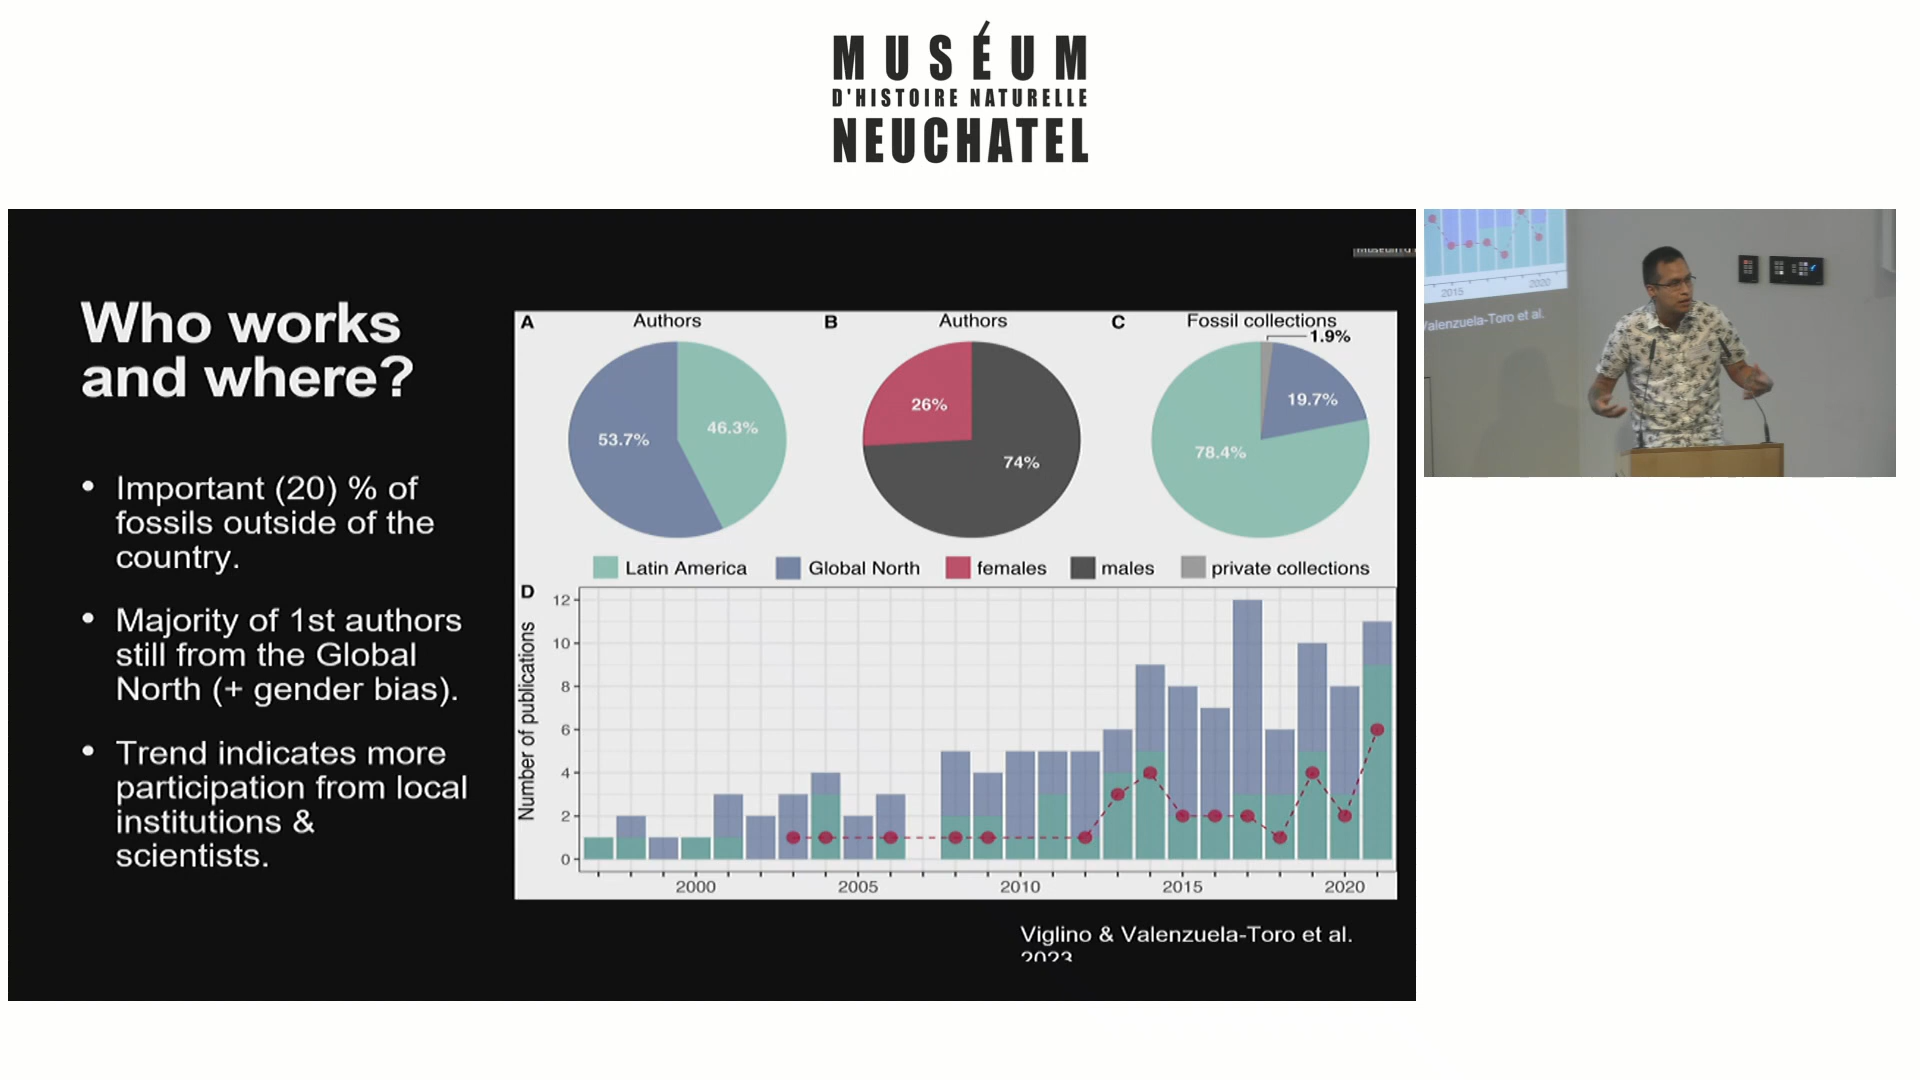 MUSÉUM
D'HISTOIRE NATURELLE
NEUCHATEL
Who works
and where?
• Important (20) % of
fossils outside of the
country.
• Majority of 1st authors
still from the Global
North (+ gender bias).
• Trend indicates more
participation from local
institutions &
scientists.
A Authors
53.7% 46.3%
B Authors
26% 74%
C Fossil collections
1.9%
19.7%
78.4%
Latin America Global North females males private collections
D
Number of publications
12
10
8
6
4
2
0
2000 2005 2010 2015 2020
Viglino & Valenzuela-Toro et al.
2023
2015 2020
Valenzuela-Toro et al.